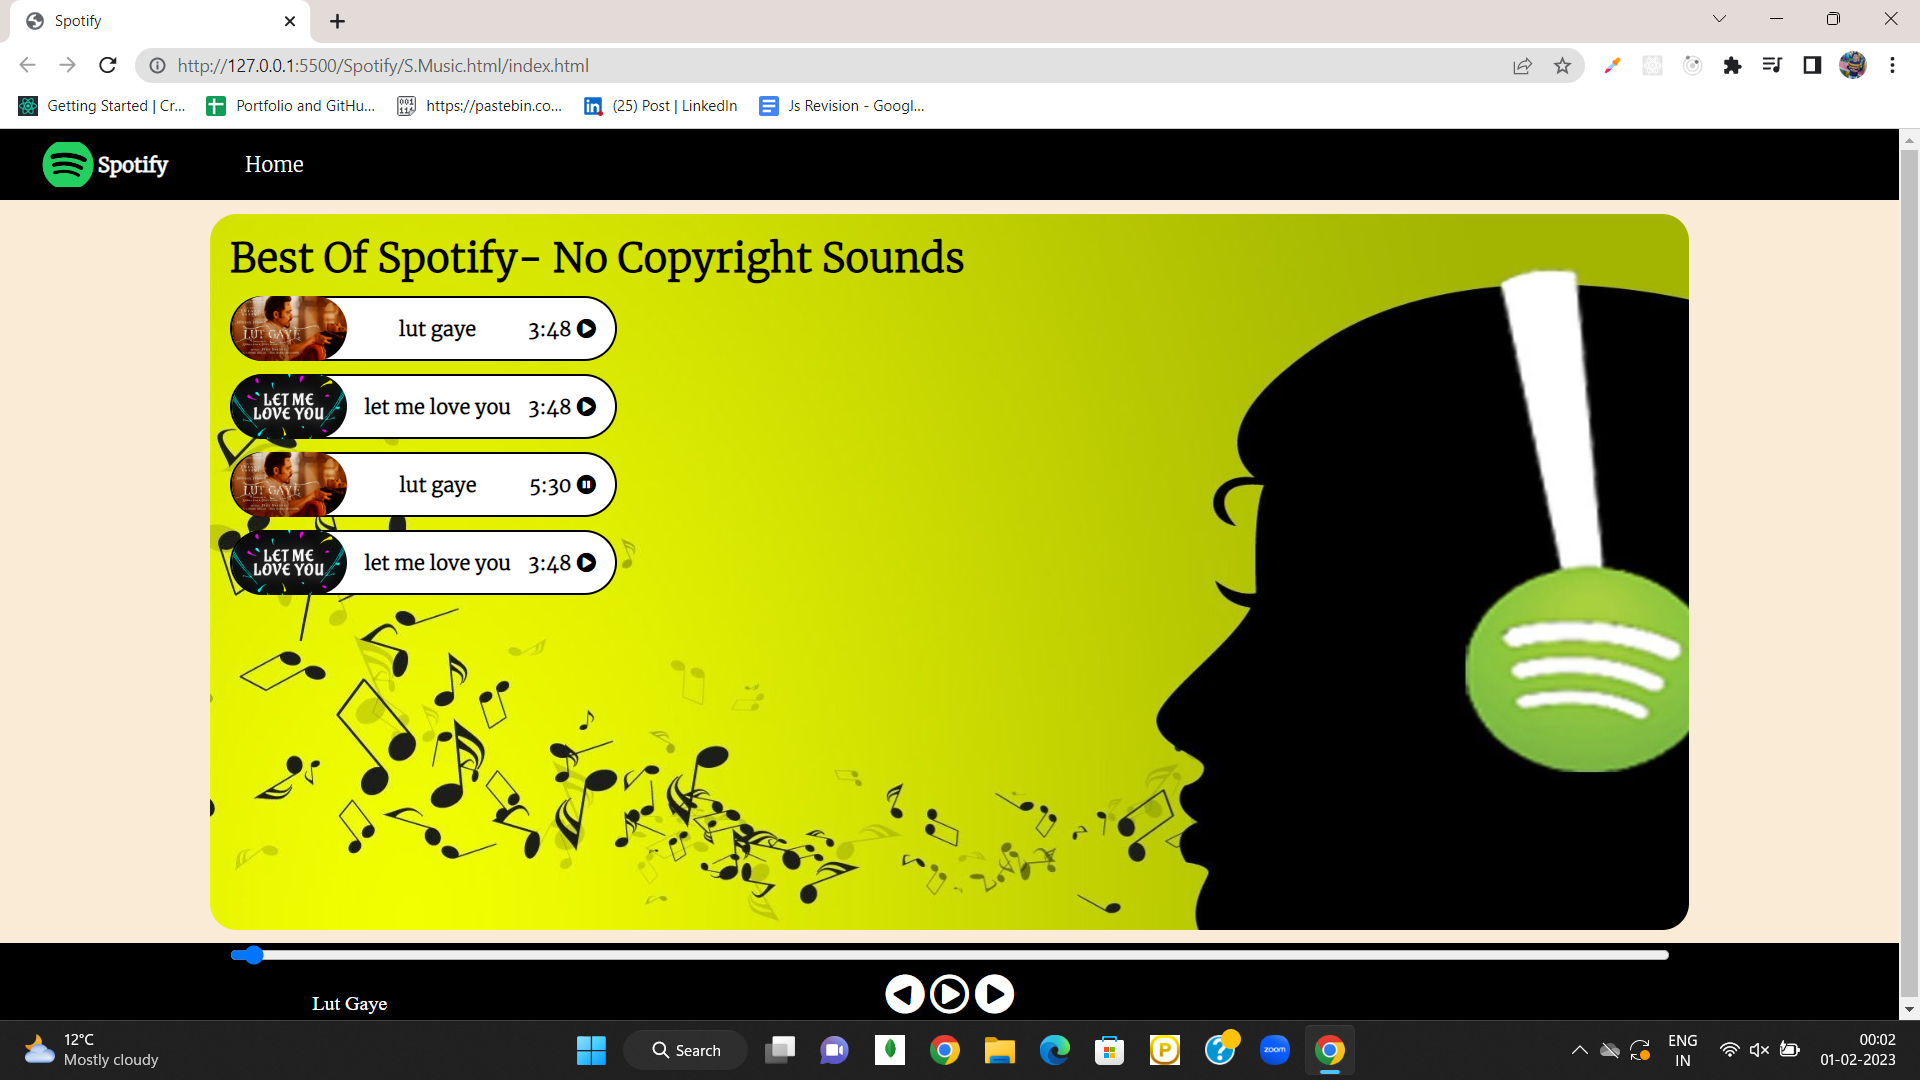 Spotify
http://127.0.0.1:5500/Spotify/S.Music.html/index.html
Getting Started | Cr...
Portfolio and GitHu...
https://pastebin.co...
(25) Post | LinkedIn
Js Revision - Googl...
Spotify
Home
Best Of Spotify- No Copyright Sounds
LUT GAYE
lut gaye
3:48
LET ME
LOVE YOU
let me love you
3:48
LUT GAYE
lut gaye
5:30
LET ME
LOVE YOU
let me love you
3:48
Lut Gaye
12°C
Mostly cloudy
Search
zoom
ENG
IN
00:02
01-02-2023